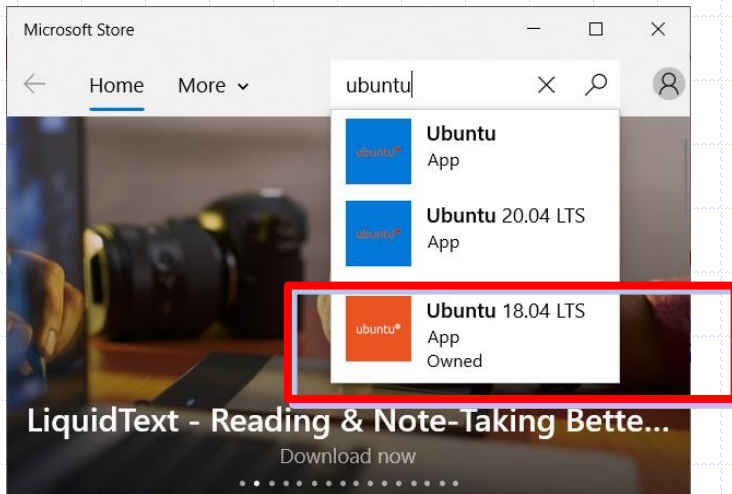 Microsoft Store
Home More
ubuntu
Ubuntu
App
ubuntu®
Ubuntu 20.04 LTS
App
ubuntu®
Ubuntu 18.04 LTS
App
Owned
ubuntu®
LiquidText - Reading & Note-Taking Bette...
Download now